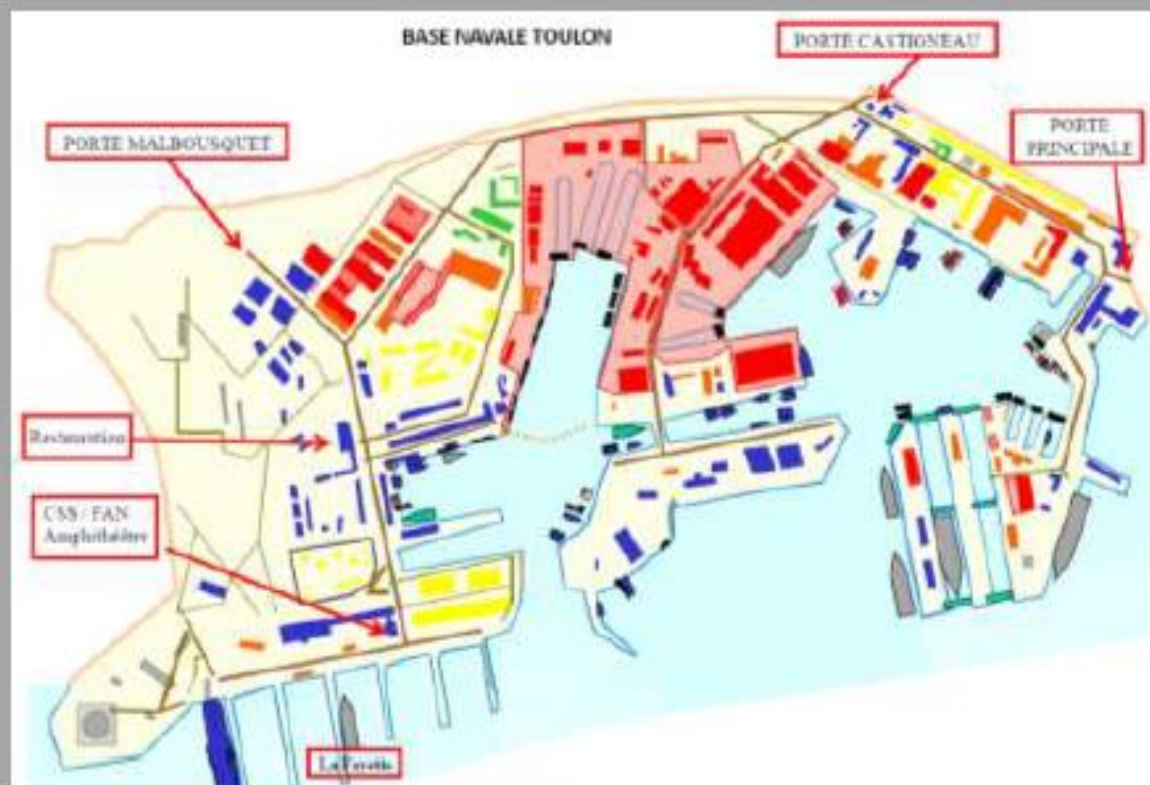 BASE NAVALE TOULON
PORTE CASTIGNEAU
PORTE MALBOUSQUET
PORTE
PRINCIPALE
Restauration
CSS / FAN
Amphithéâtre
La Fayette